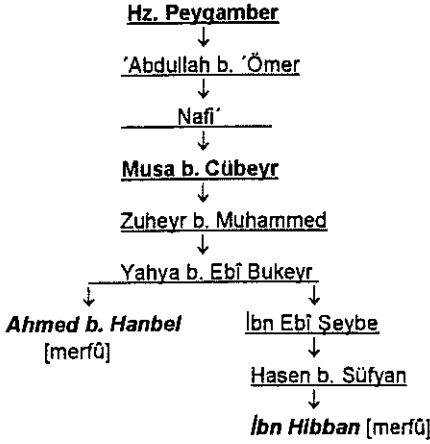 Hz. Peygamber
´Abdullah b. ´Ömer
Nafi´
Musa b. Cübeyr
Zuheyr b. Muhammed
Yahya b. Ebî Bukeyr
Ahmed b. Hanbel İbn Ebî Şeybe
[merfû]
Hasen b. Süfyan
İbn Hibban [merfû]